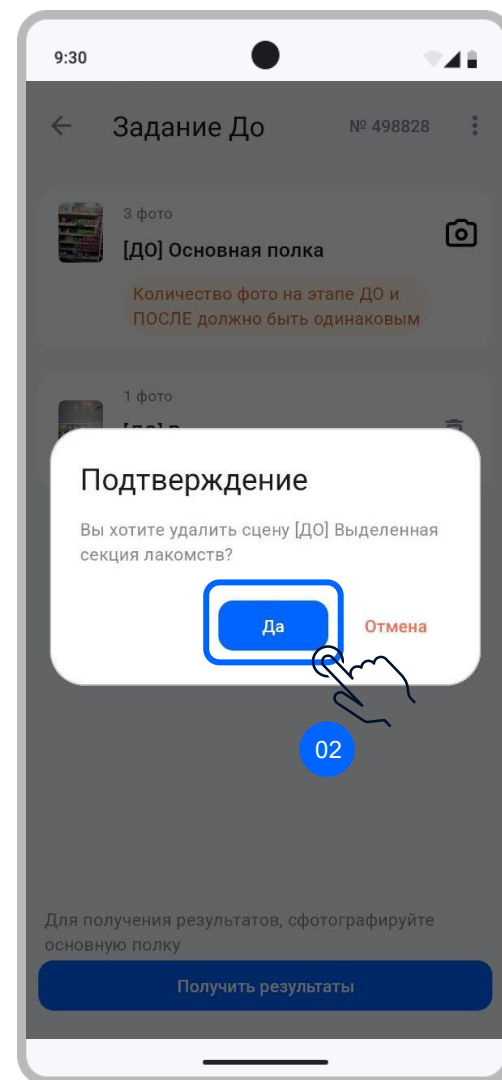 9:30
Задание До
№ 498828
3 фото
[ДО] Основная полка
Количество фото на этапе ДО и
ПОСЛЕ должно быть одинаковым
1 фото
Подтверждение
Вы хотите удалить сцену [ДО] Выделенная
секция лакомств?
Да
Отмена
02
Для получения результатов, сфотографируйте
основную полку
Получить результаты